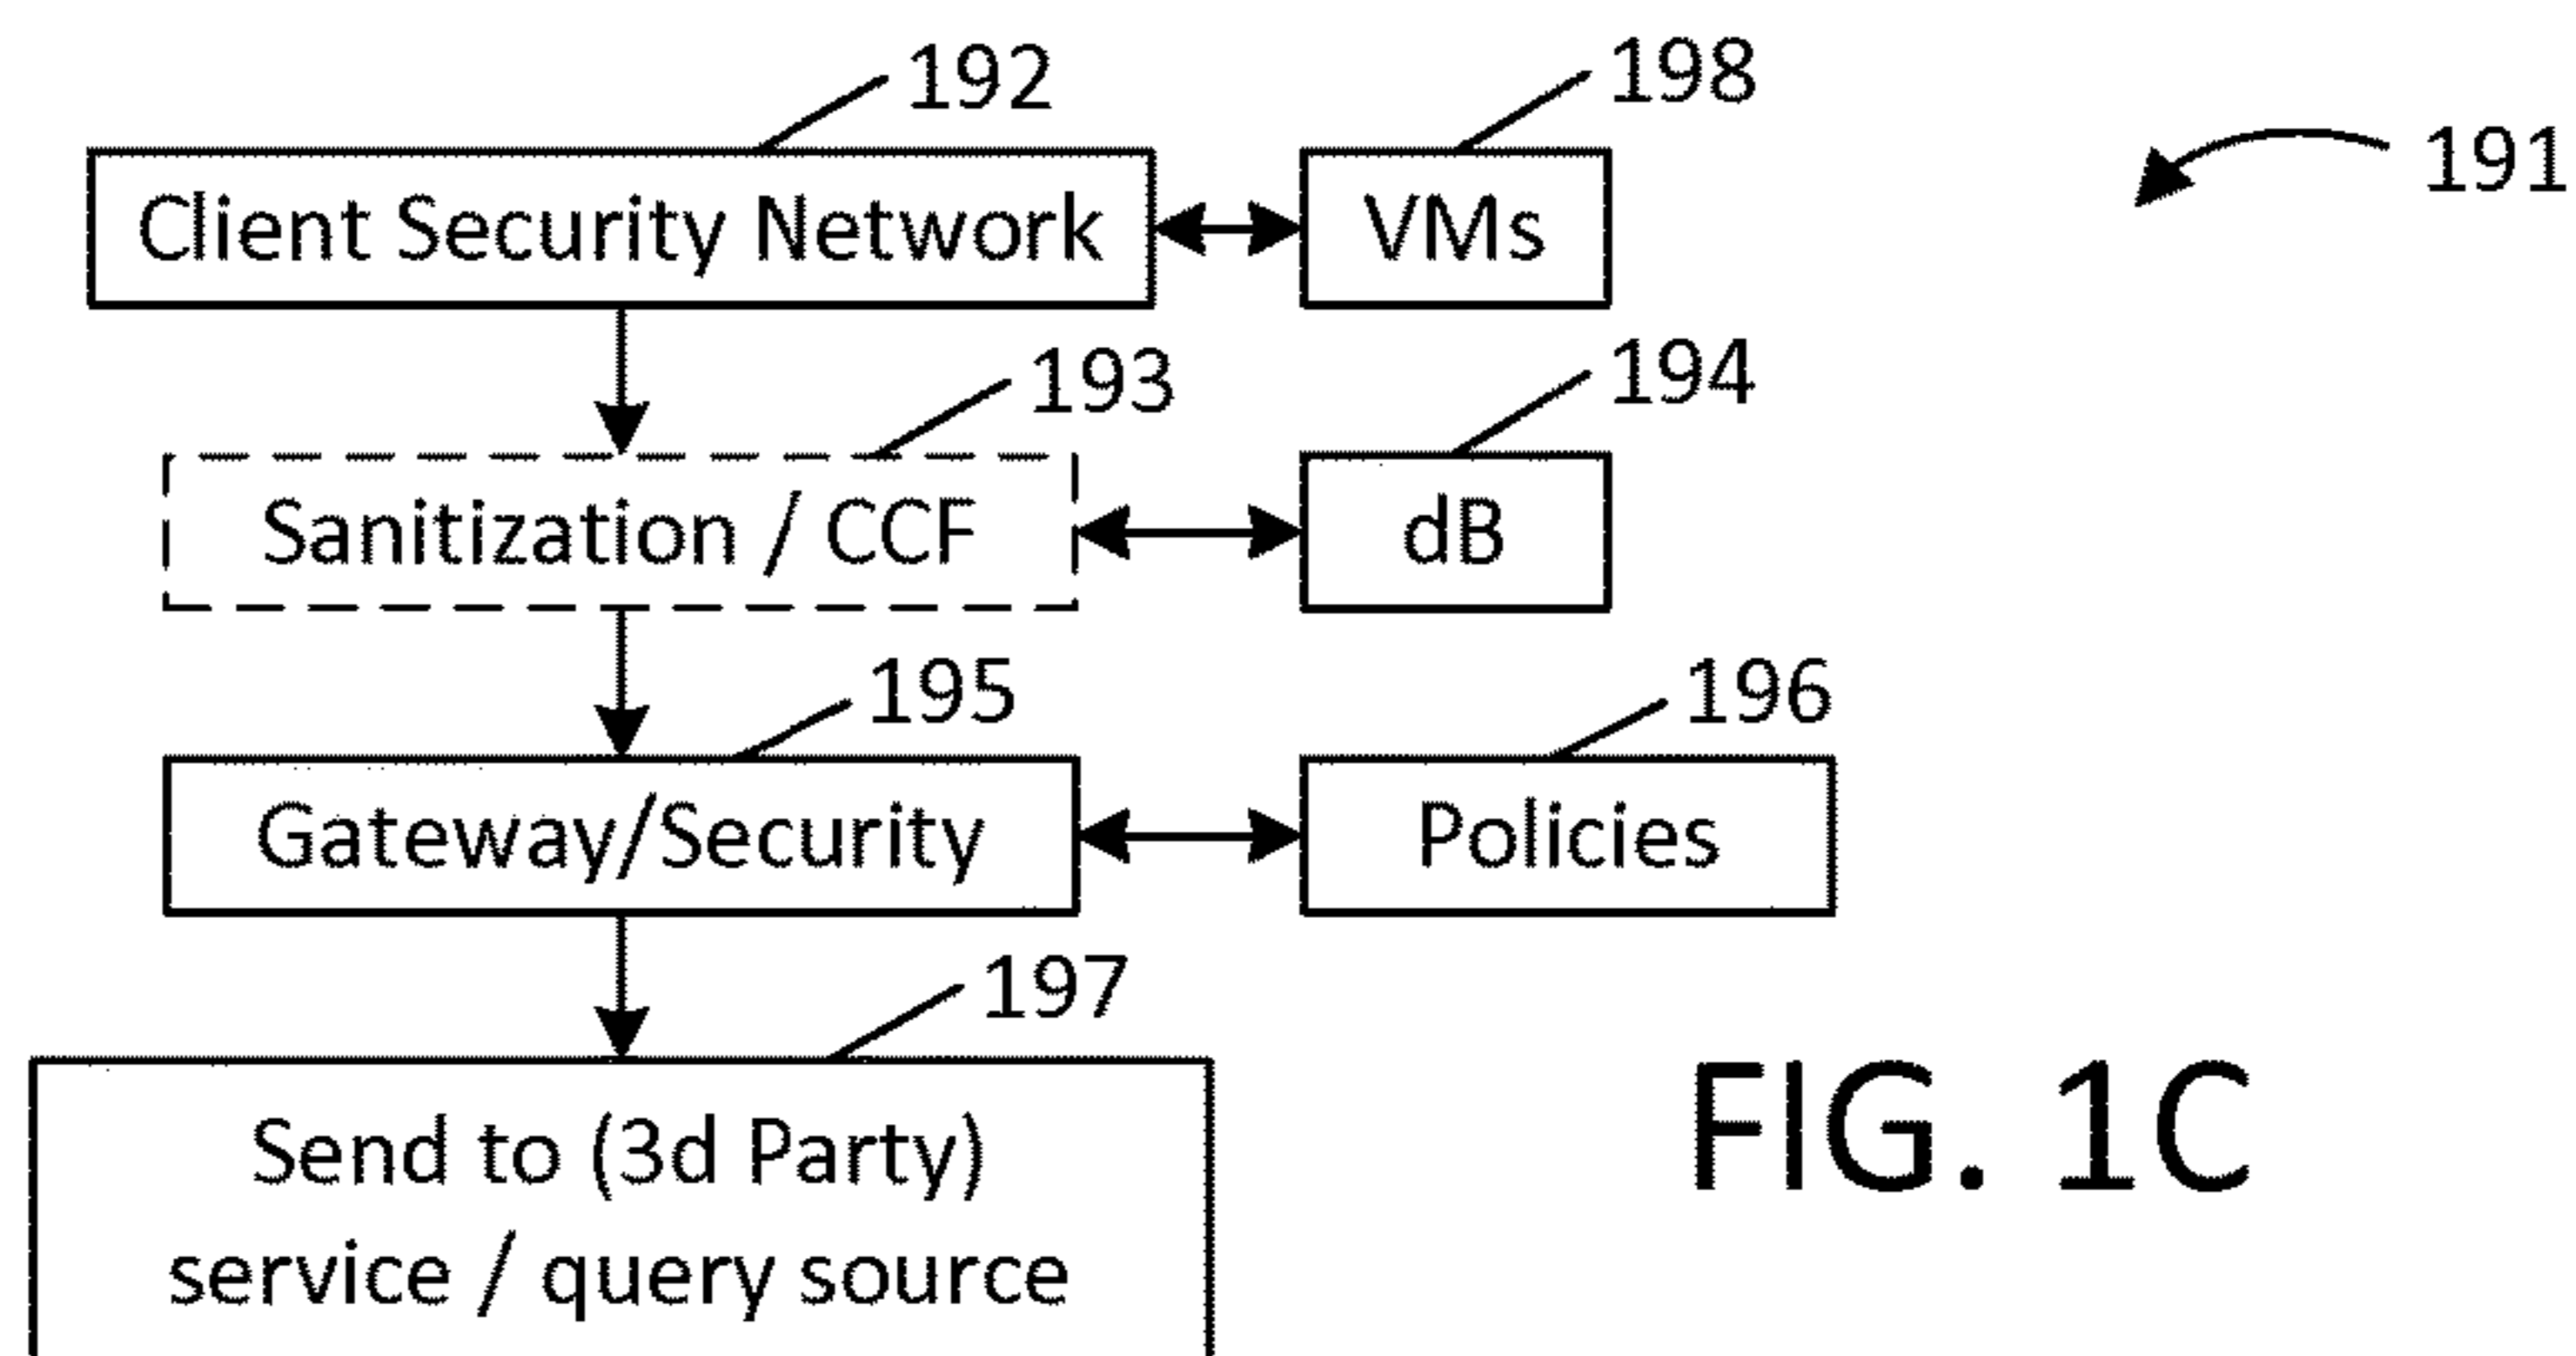 192
198
191
Client Security Network
VMs
193
194
Sanitization / CCF
dB
195
196
Gateway/Security
Policies
197
Send to (3d Party)
service / query source
FIG. 1C